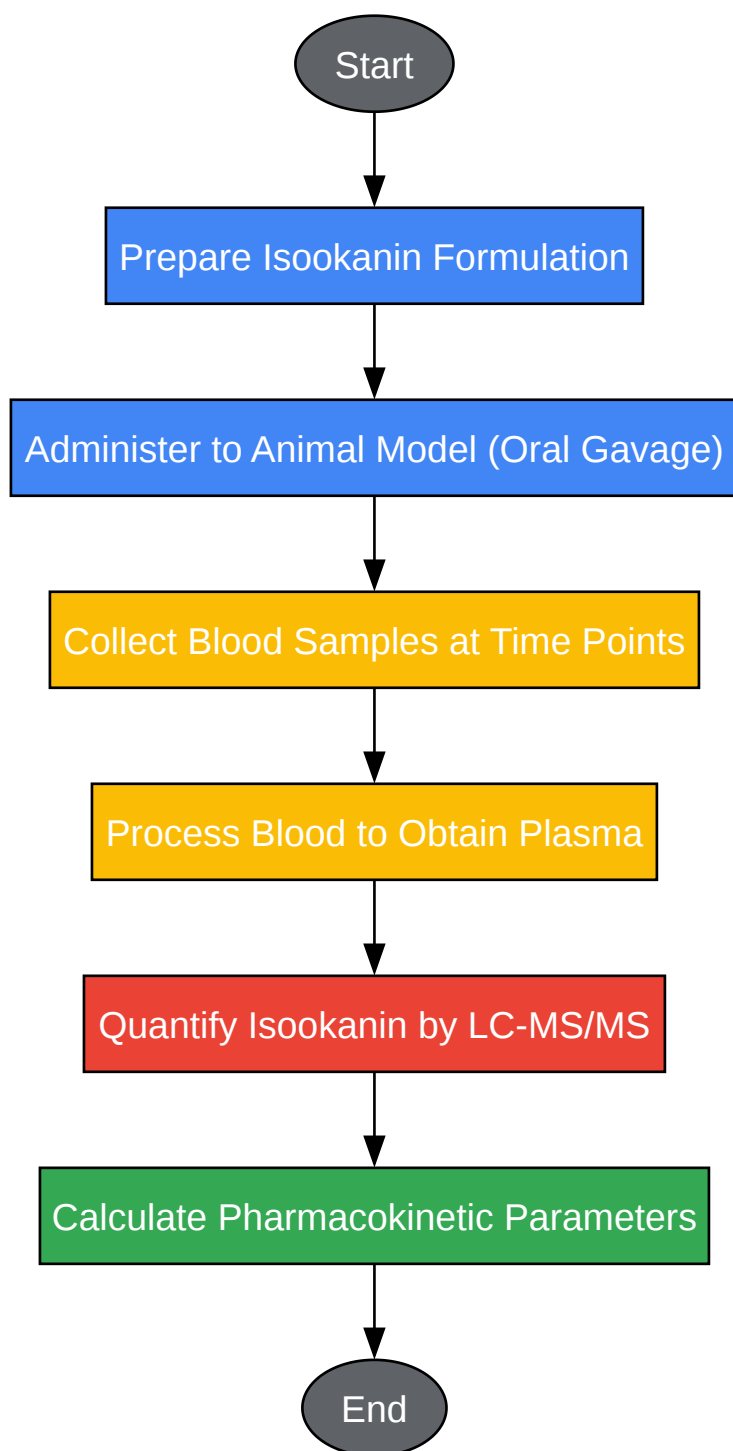 Start
Prepare Isookanin Formulation
Administer to Animal Model (Oral Gavage)
Collect Blood Samples at Time Points
Process Blood to Obtain Plasma
Quantify Isookanin by LC-MS/MS
Calculate Pharmacokinetic Parameters
End